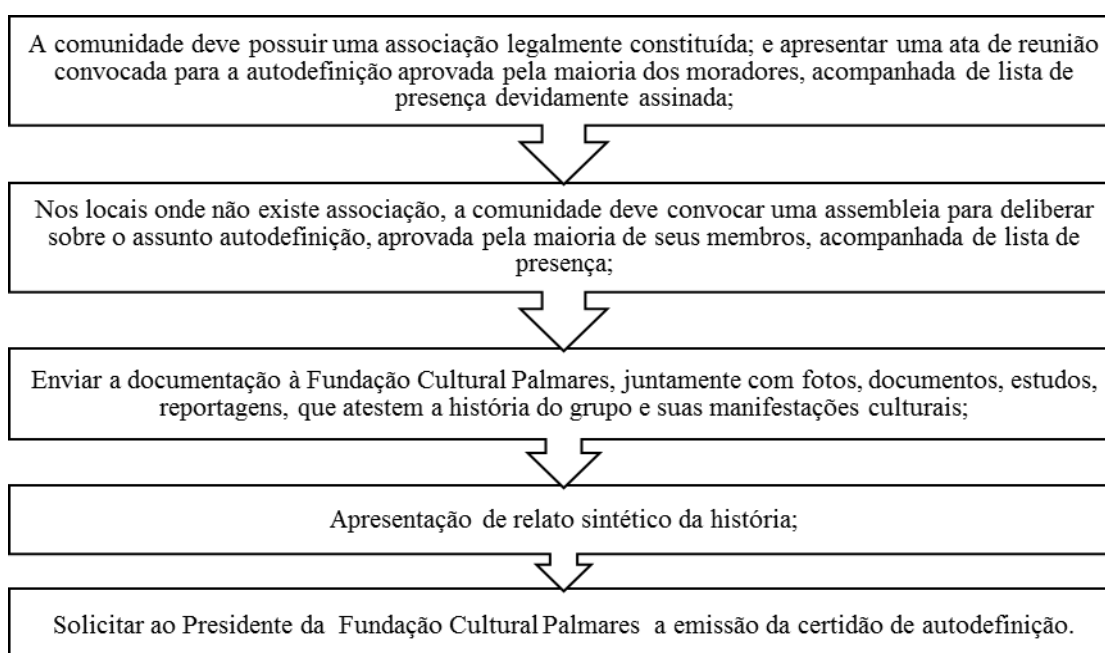 A comunidade deve possuir uma associação legalmente constituída; e apresentar uma ata de reunião
convocada para a autodefinição aprovada pela maioria dos moradores, acompanhada de lista de
presença devidamente assinada;
Nos locais onde não existe associação, a comunidade deve convocar uma assembleia para deliberar
sobre o assunto autodefinição, aprovada pela maioria de seus membros, acompanhada de lista de
presença;
Enviar a documentação à Fundação Cultural Palmares, juntamente com fotos, documentos, estudos,
reportagens, que atestem a história do grupo e suas manifestações culturais;
Apresentação de relato sintético da história;
Solicitar ao Presidente da Fundação Cultural Palmares a emissão da certidão de autodefinição.